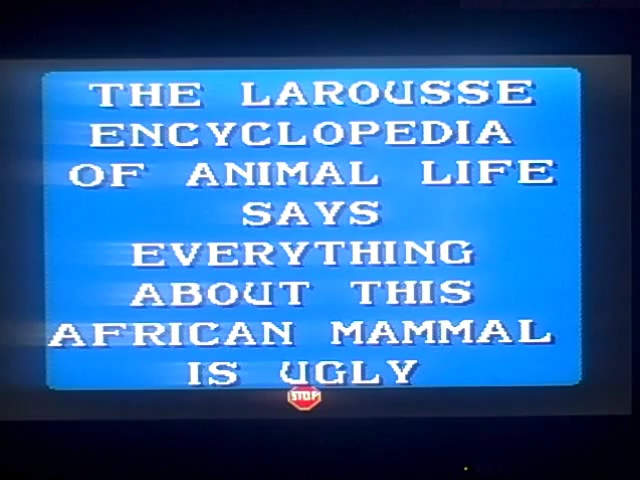 THE LAROUSSE
ENCYCLOPEDIA
OF ANIMAL LIFE
SAYS
EVERYTHING
ABOUT THIS
AFRICAN MAMMAL
IS UGLY
STOP